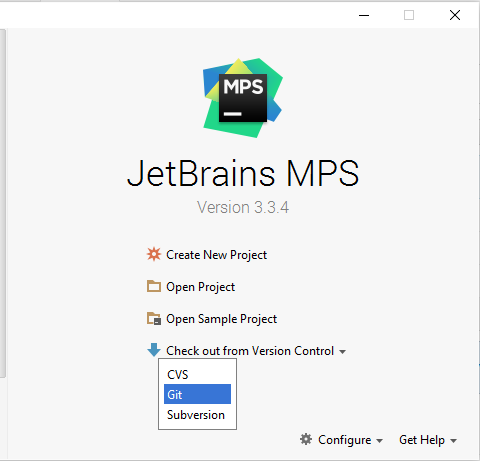 MPS
JetBrains MPS
Version 3.3.4
Create New Project
Open Project
Open Sample Project
Check out from Version Control
CVS
Git
Subversion
Configure Get Help